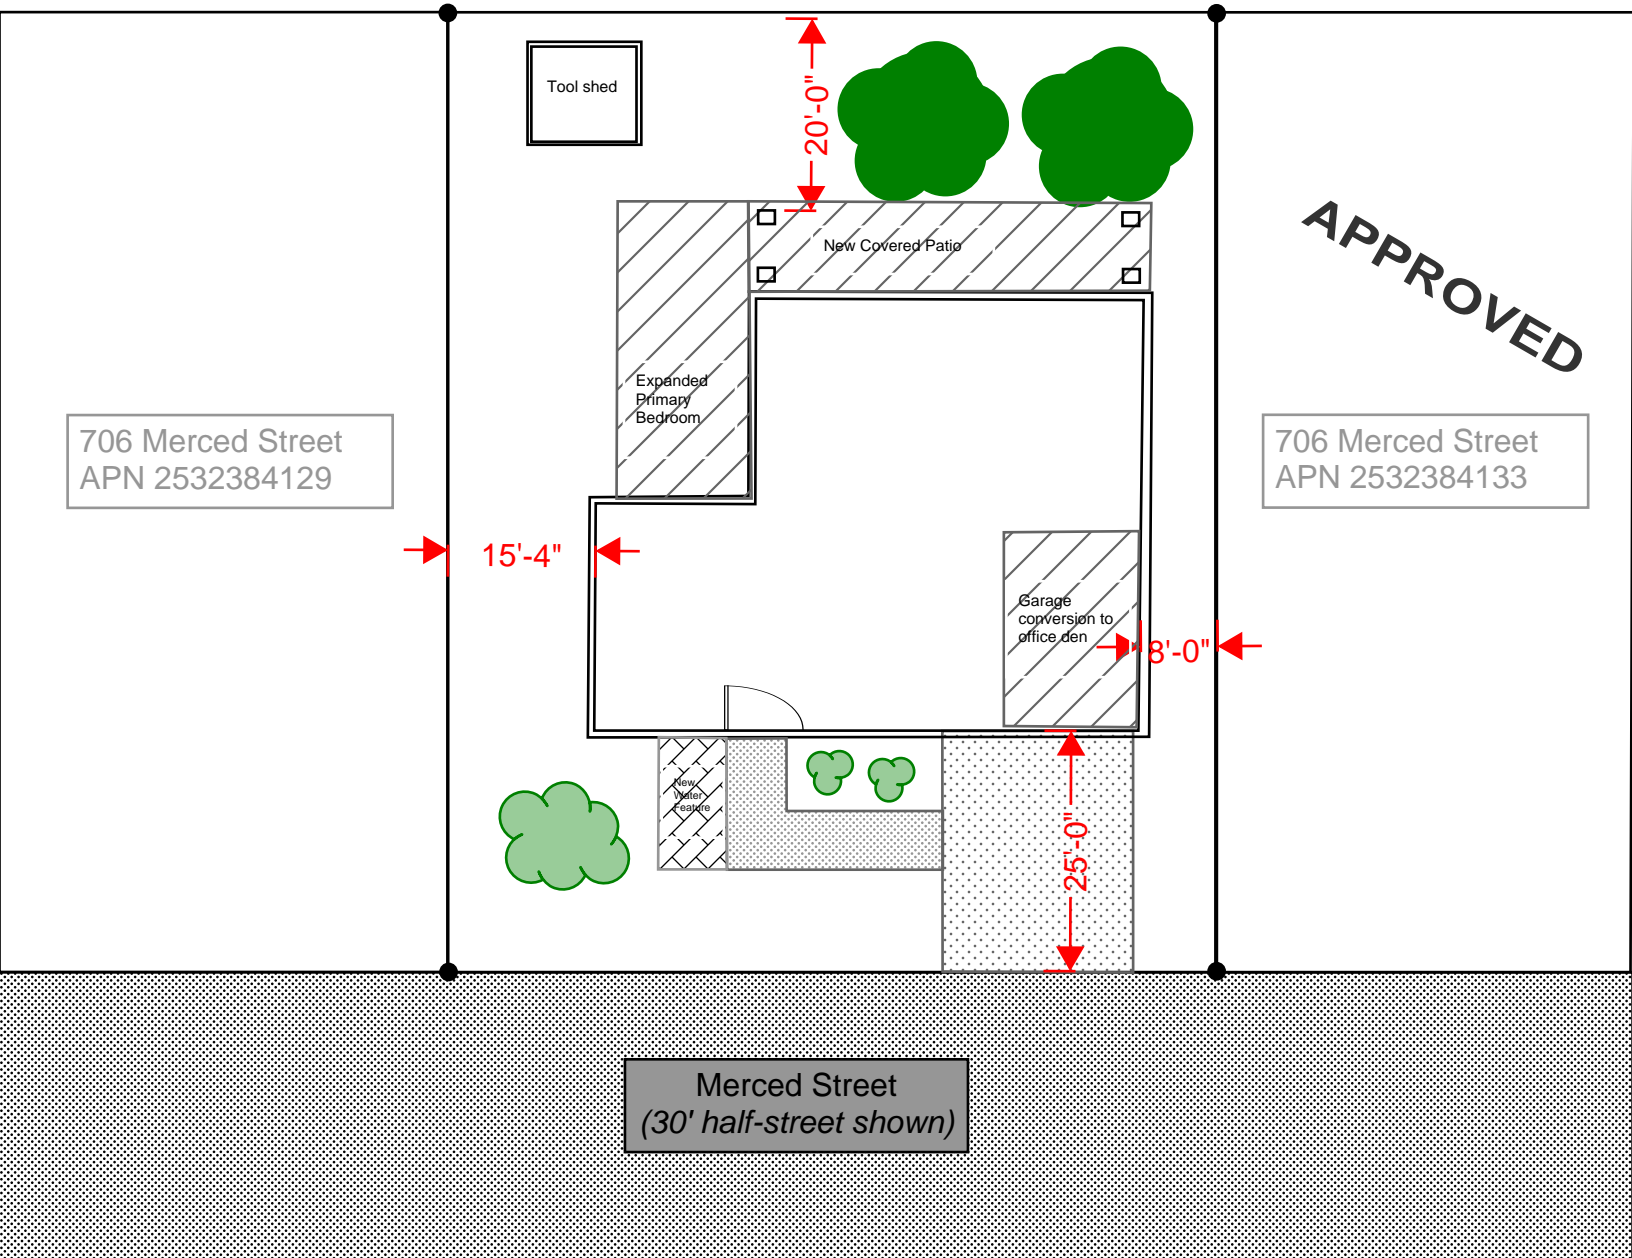 Tool shed
20'-0"
New Covered Patio
APPROVED
Expanded
Primary
Bedroom
706 Merced Street
APN 2532384129
706 Merced Street
APN 2532384133
15'-4"
Garage
conversion to
office den
8'-0"
New
Water
Feature
25'-0"
Merced Street
(30' half-street shown)